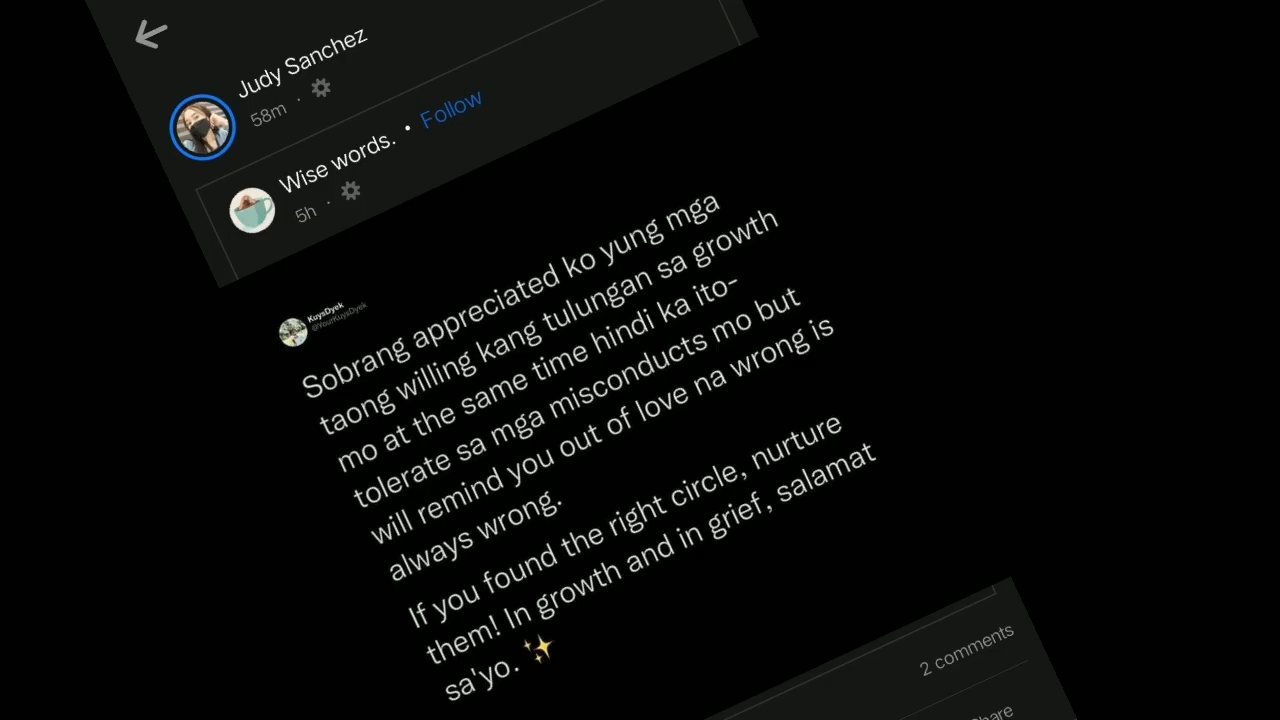 Judy Sanchez
58m ·
Wise words. • Follow
5h ·
KuysDyek
@YourKuysDyek
Sobrang appreciated ko yung mga
taong willing kang tulungan sa growth
mo at the same time hindi ka ito-
tolerate sa mga misconducts mo but
will remind you out of love na wrong is
always wrong.
If you found the right circle, nurture
them! In growth and in grief, salamat
sa'yo. ✨
2 comments
Share